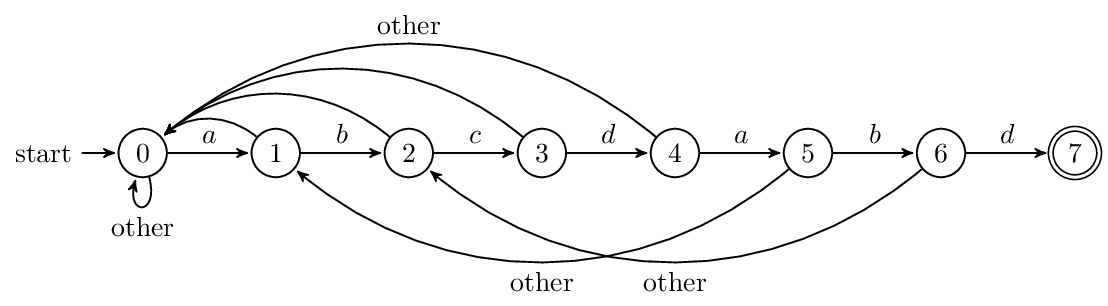 other
start 0 a 1 b 2 c 3 d 4 a 5 b 6 d 7
other
other other